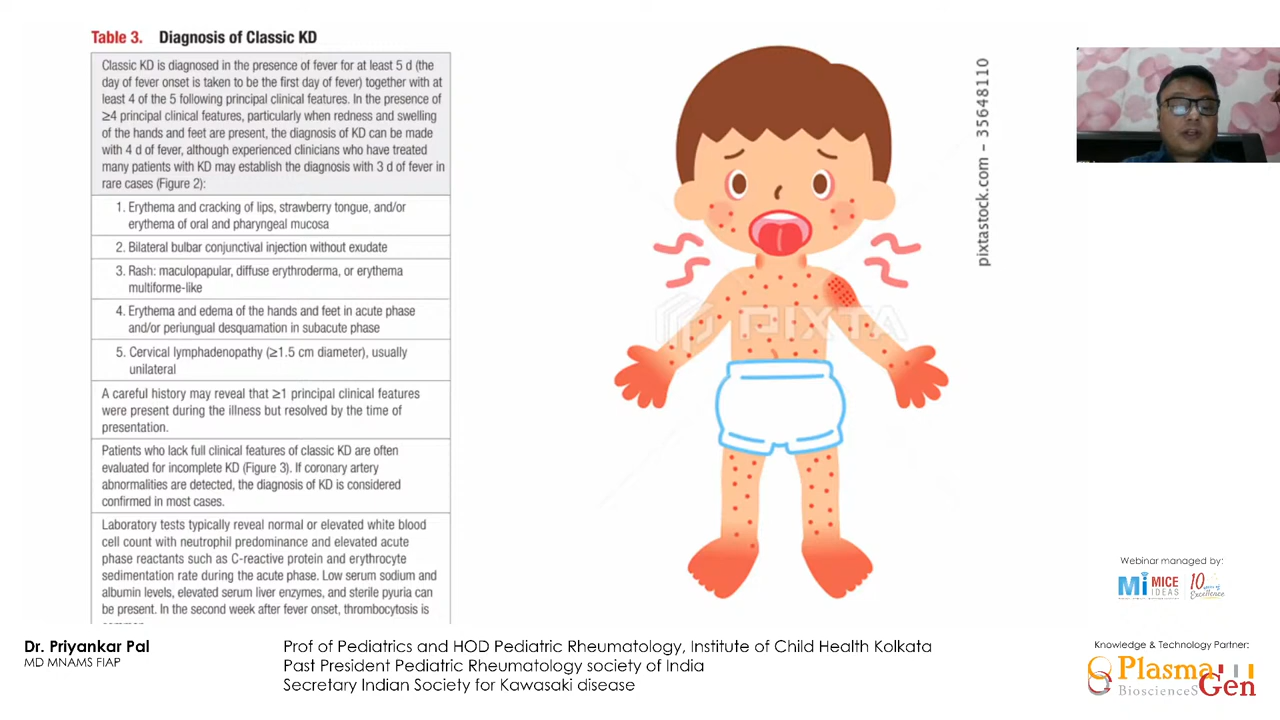 Table 3. Diagnosis of Classic KD
Classic KD is diagnosed in the presence of fever for at least 5 d (the
day of fever onset is taken to be the first day of fever) together with at
least 4 of the 5 following principal clinical features. In the presence of
≥4 principal clinical features, particularly when redness and swelling
of the hands and feet are present, the diagnosis of KD can be made
with 4 d of fever, although experienced clinicians who have treated
many patients with KD may establish the diagnosis with 3 d of fever in
rare cases (Figure 2):
1. Erythema and cracking of lips, strawberry tongue, and/or
erythema of oral and pharyngeal mucosa
2. Bilateral bulbar conjunctival injection without exudate
3. Rash: maculopapular, diffuse erythroderma, or erythema
multiforme-like
4. Erythema and edema of the hands and feet in acute phase
and/or periungual desquamation in subacute phase
5. Cervical lymphadenopathy (≥1.5 cm diameter), usually
unilateral
A careful history may reveal that ≥1 principal clinical features
were present during the illness but resolved by the time of
presentation.
Patients who lack full clinical features of classic KD are often
evaluated for incomplete KD (Figure 3). If coronary artery
abnormalities are detected, the diagnosis of KD is considered
confirmed in most cases.
Laboratory tests typically reveal normal or elevated white blood
cell count with neutrophil predominance and elevated acute
phase reactants such as C-reactive protein and erythrocyte
sedimentation rate during the acute phase. Low serum sodium and
albumin levels, elevated serum liver enzymes, and sterile pyuria can
be present. In the second week after fever onset, thrombocytosis is
PIXTA
pixtastock.com – 35648110
Webinar managed by:
Mi MICE IDEAS
10 years of Excellence
Dr. Priyankar Pal
MD MNAMS FIAP
Prof of Pediatrics and HOD Pediatric Rheumatology, Institute of Child Health Kolkata
Past President Pediatric Rheumatology society of India
Secretary Indian Society for Kawasaki disease
Knowledge & Technology Partner:
PlasmaGen
BioscienceS